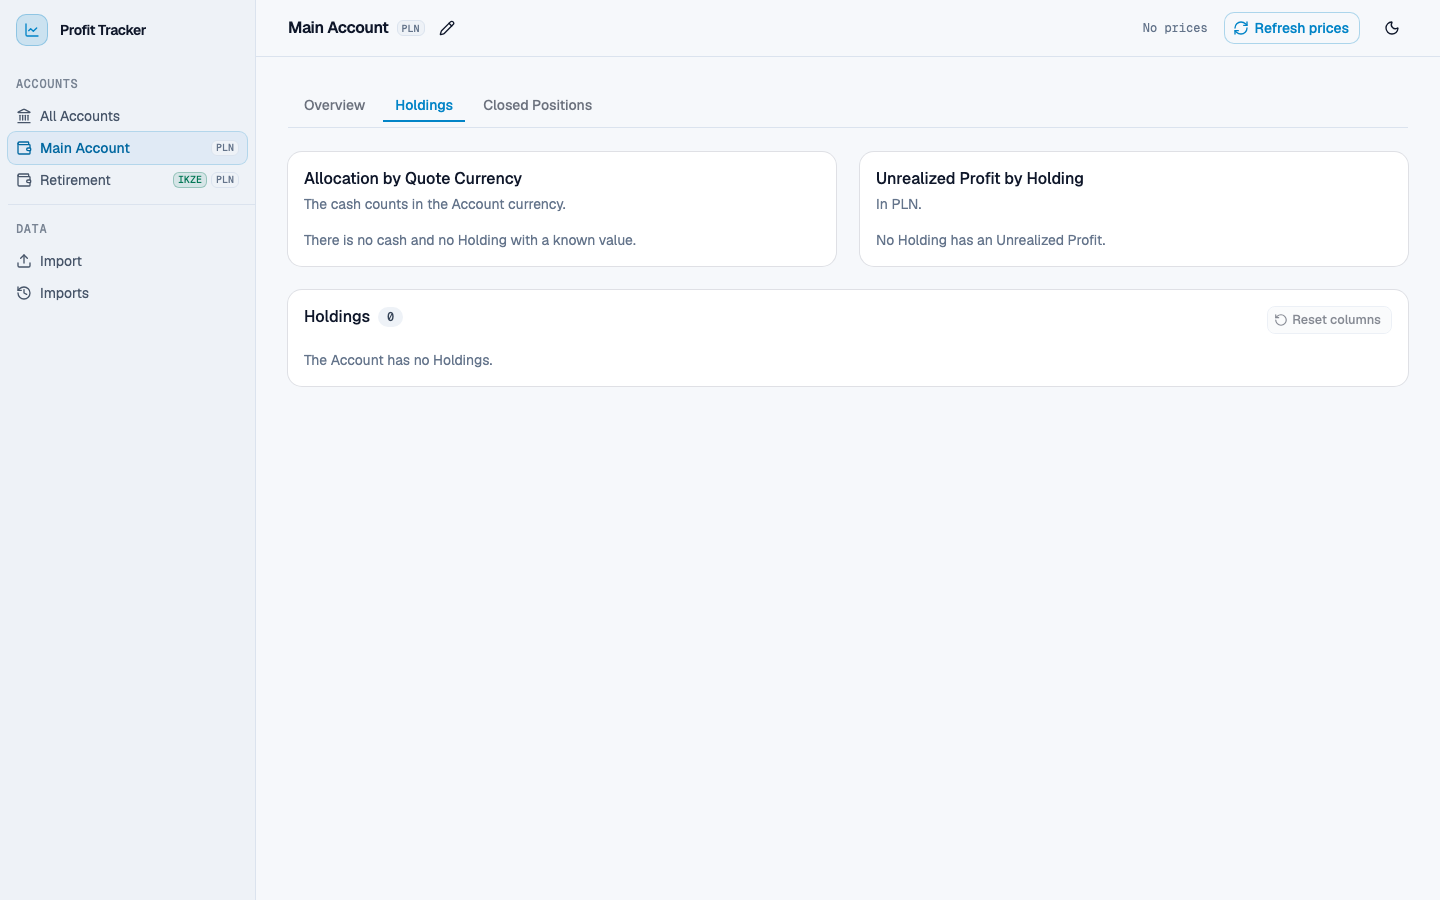 Profit Tracker
ACCOUNTS
All Accounts
Main Account PLN
Retirement IKZE PLN
DATA
Import
Imports
Main Account PLN
No prices Refresh prices
Overview Holdings Closed Positions
Allocation by Quote Currency
The cash counts in the Account currency.
There is no cash and no Holding with a known value.
Unrealized Profit by Holding
In PLN.
No Holding has an Unrealized Profit.
Holdings 0
Reset columns
The Account has no Holdings.